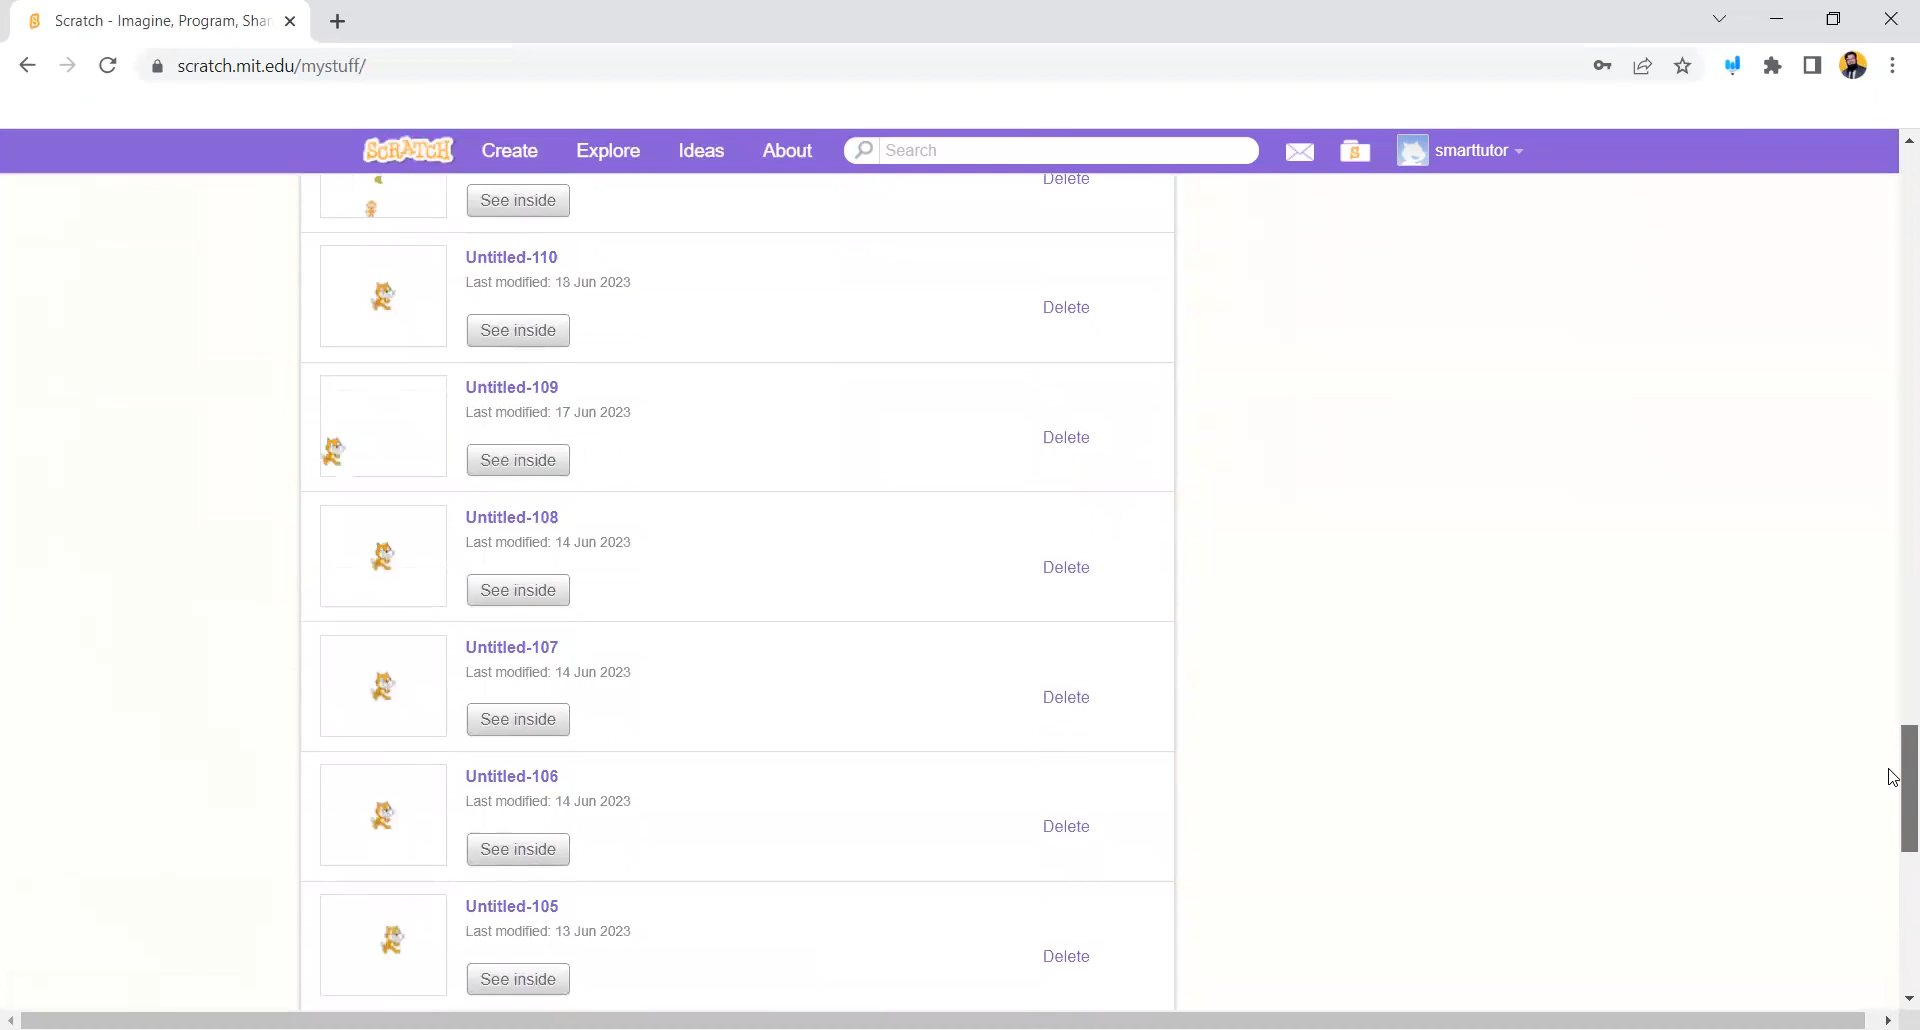 Scratch - Imagine, Program, Shar
scratch.mit.edu/mystuff/
SCRATCH Create Explore Ideas About Search smarttutor
Delete
See inside
Untitled-110
Last modified: 18 Jun 2023
Delete
See inside
Untitled-109
Last modified: 17 Jun 2023
Delete
See inside
Untitled-108
Last modified: 14 Jun 2023
Delete
See inside
Untitled-107
Last modified: 14 Jun 2023
Delete
See inside
Untitled-106
Last modified: 14 Jun 2023
Delete
See inside
Untitled-105
Last modified: 13 Jun 2023
Delete
See inside